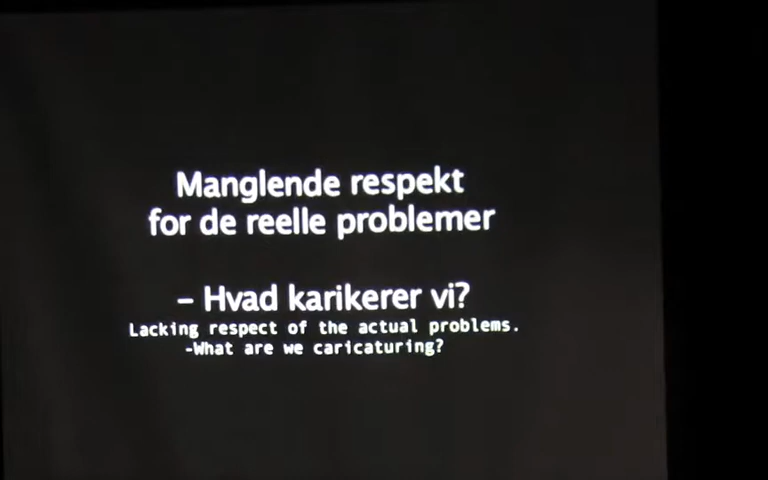 Manglende respekt
for de reelle problemer
– Hvad karikerer vi?
Lacking respect of the actual problems.
-What are we caricaturing?